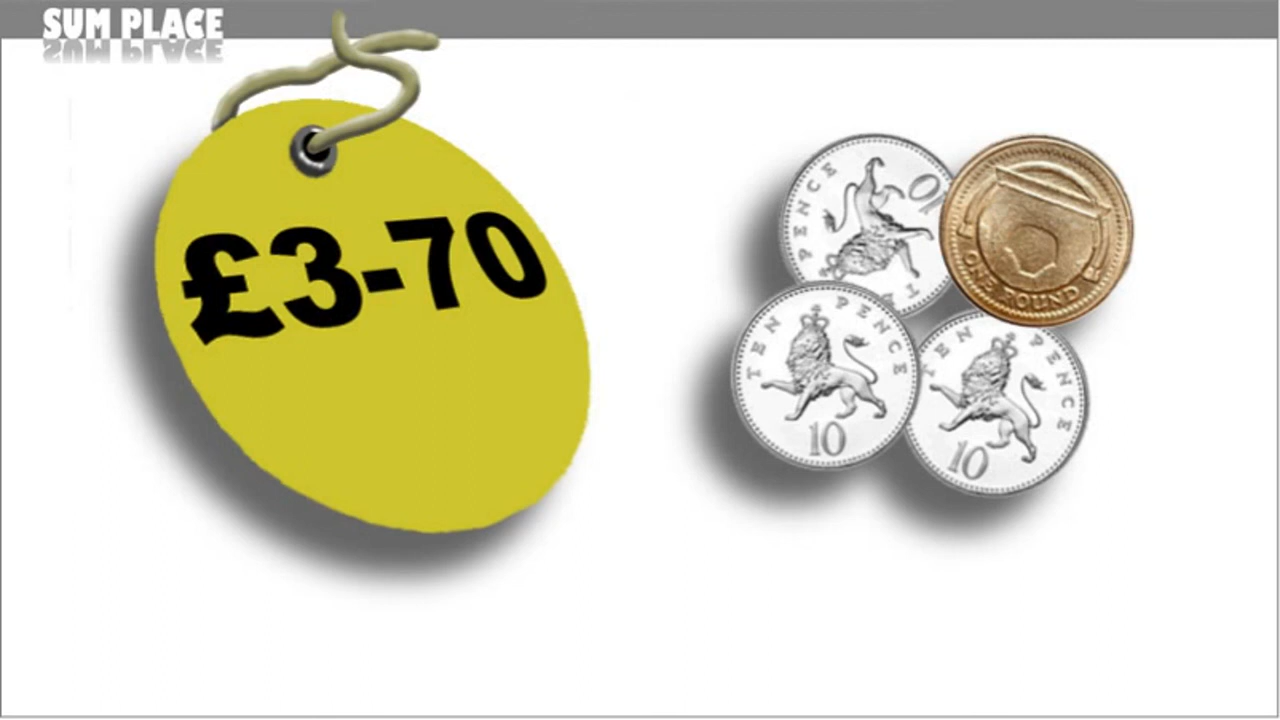 SUM PLACE
£3-70
TEN PENCE
10
TEN PENCE
10
PENCE
10
ONE POUND